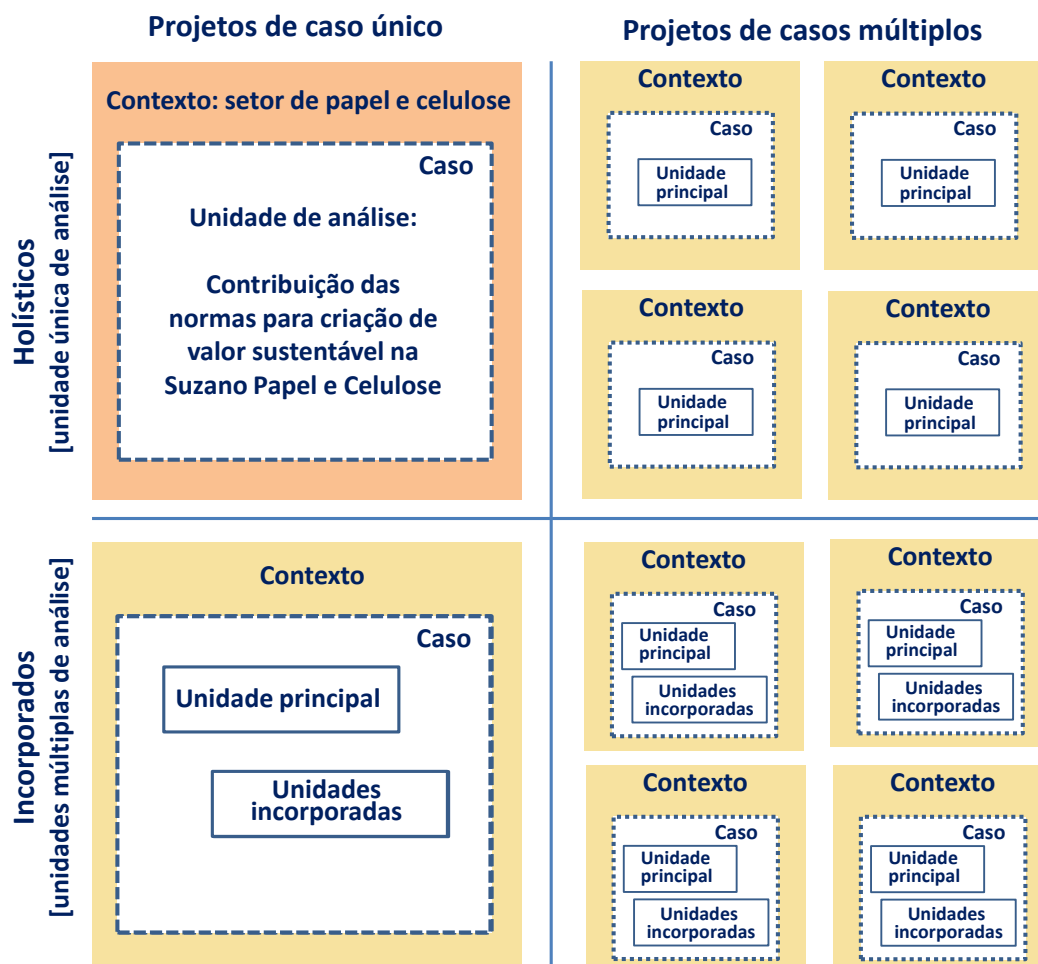 Projetos de caso único
Projetos de casos múltiplos
Holísticos
[unidade única de análise]
Contexto: setor de papel e celulose
Caso
Unidade de análise:
Contribuição das
normas para criação de
valor sustentável na
Suzano Papel e Celulose
Contexto
Caso
Unidade
principal
Contexto
Caso
Unidade
principal
Contexto
Caso
Unidade
principal
Contexto
Caso
Unidade
principal
Incorporados
[unidades múltiplas de análise]
Contexto
Caso
Unidade principal
Unidades
incorporadas
Contexto
Caso
Unidade
principal
Unidades
incorporadas
Contexto
Caso
Unidade
principal
Unidades
incorporadas
Contexto
Caso
Unidade
principal
Unidades
incorporadas
Contexto
Caso
Unidade
principal
Unidades
incorporadas